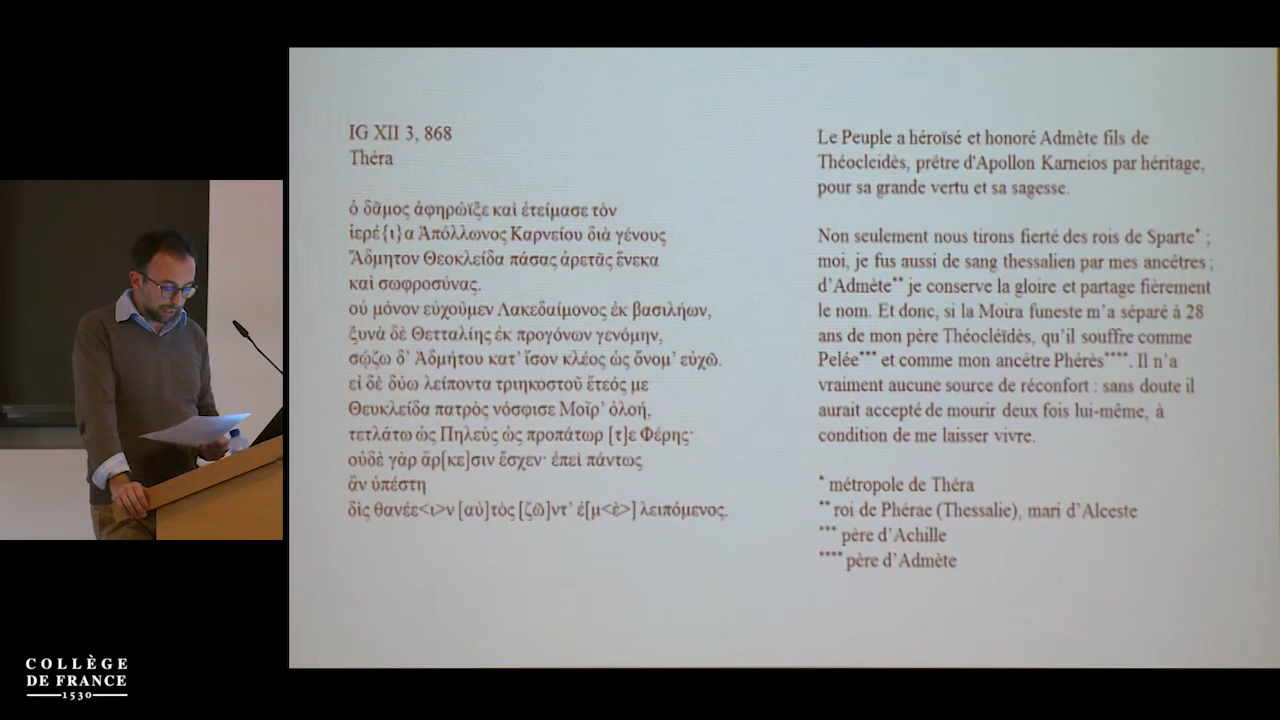 IG XII 3, 868
Théra
ὁ δᾶμος ἀφηρώϊξε καὶ ἐτείμασε τὸν
ἱερέ{ι}α Ἀπόλλωνος Καρνείου διὰ γένους
Ἄδμητον Θεοκλείδα πάσας ἀρετᾶς ἕνεκα
καὶ σωφροσύνας.
οὐ μόνον εὐχοῦμεν Λακεδαίμονος ἐκ βασιλήων,
ξυνὰ δὲ Θετταλίης ἐκ προγόνων γενόμην,
σῴζω δ’ Ἀδμήτου κατ’ ἴσον κλέος ὡς ὄνομ’ εὐχῶ.
εἰ δὲ δύω λείποντα τριηκοστοῦ ἔτεός με
Θευκλείδα πατρὸς νόσφισε Μοῖρ’ ὀλοή,
τετλάτω ὡς Πηλεὺς ὡς προπάτωρ [τ]ε Φέρης·
οὐδὲ γὰρ ἄρ[κε]σιν ἔσχεν· ἐπεὶ πάντως
ἂν ὑπέστη
δὶς θανέε<ι>ν [αὐ]τὸς [ζῶ]ντ’ ἐ[μ<ὲ>] λειπόμενος.
Le Peuple a héroïsé et honoré Admète fils de
Théocleidès, prêtre d'Apollon Karneios par héritage,
pour sa grande vertu et sa sagesse.
Non seulement nous tirons fierté des rois de Sparte* ;
moi, je fus aussi de sang thessalien par mes ancêtres ;
d’Admète** je conserve la gloire et partage fièrement
le nom. Et donc, si la Moira funeste m’a séparé à 28
ans de mon père Théocléïdès, qu’il souffre comme
Pelée*** et comme mon ancêtre Phérès****. Il n’a
vraiment aucune source de réconfort : sans doute il
aurait accepté de mourir deux fois lui-même, à
condition de me laisser vivre.
* métropole de Théra
** roi de Phérae (Thessalie), mari d’Alceste
*** père d’Achille
**** père d’Admète
COLLÈGE
DE FRANCE
1530